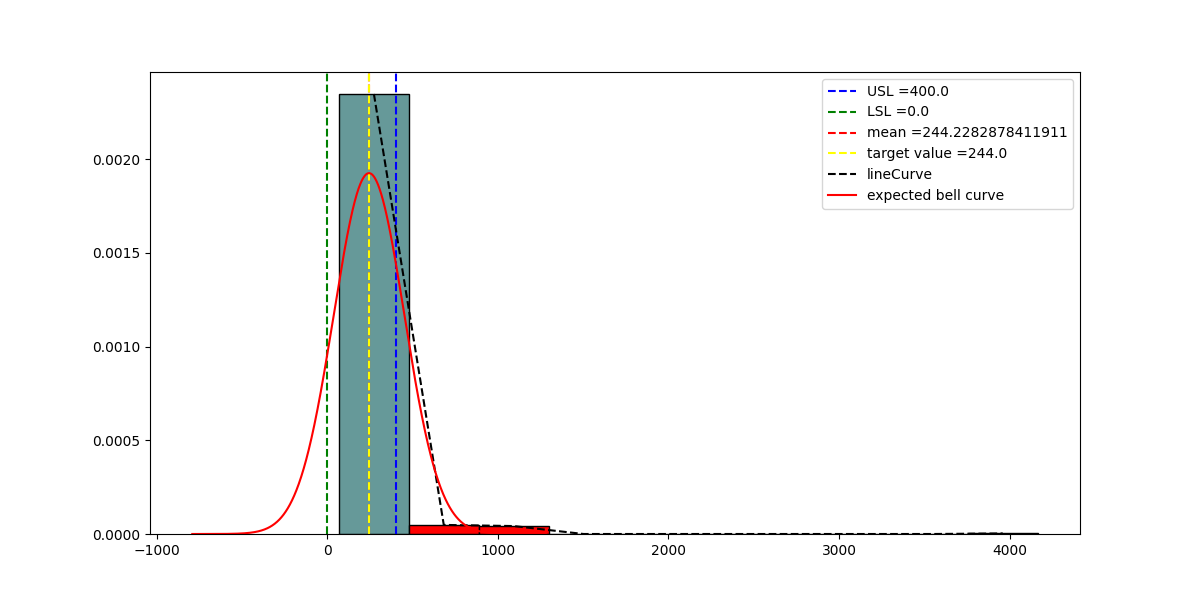 USL =400.0
LSL =0.0
mean =244.2282878411911
target value =244.0
lineCurve
expected bell curve
0.0020
0.0015
0.0010
0.0005
0.0000
−1000 0 1000 2000 3000 4000